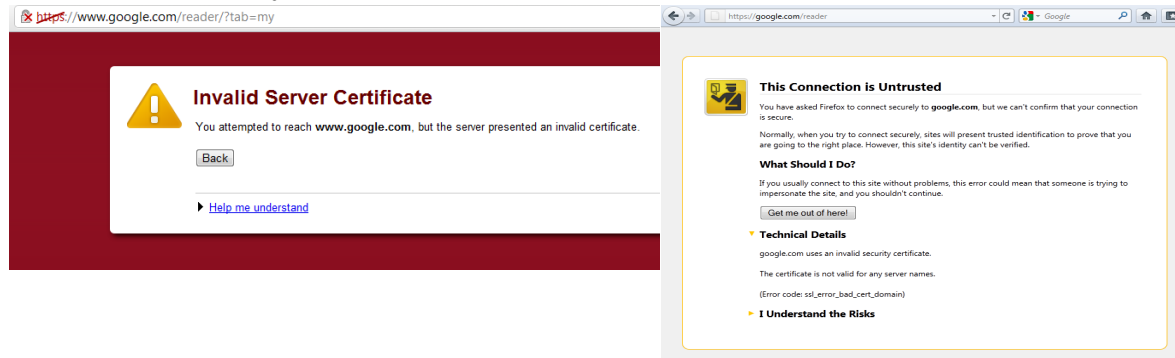 https://www.google.com/reader/?tab=my
Invalid Server Certificate
You attempted to reach www.google.com, but the server presented an invalid certificate.
Back
Help me understand
https://google.com/reader
Google
This Connection is Untrusted
You have asked Firefox to connect securely to google.com, but we can't confirm that your connection
is secure.
Normally, when you try to connect securely, sites will present trusted identification to prove that you
are going to the right place. However, this site's identity can't be verified.
What Should I Do?
If you usually connect to this site without problems, this error could mean that someone is trying to
impersonate the site, and you shouldn't continue.
Get me out of here!
Technical Details
google.com uses an invalid security certificate.
The certificate is not valid for any server names.
(Error code: ssl_error_bad_cert_domain)
I Understand the Risks